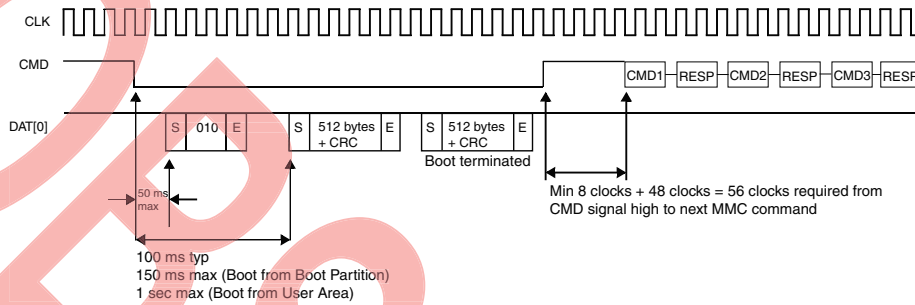 CLK
CMD
CMD1 RESP CMD2 RESP CMD3 RESP
DAT[0]
S 010 E S 512 bytes + CRC E S 512 bytes + CRC E
Boot terminated
50 ms
max
Min 8 clocks + 48 clocks = 56 clocks required from
CMD signal high to next MMC command
100 ms typ
150 ms max (Boot from Boot Partition)
1 sec max (Boot from User Area)